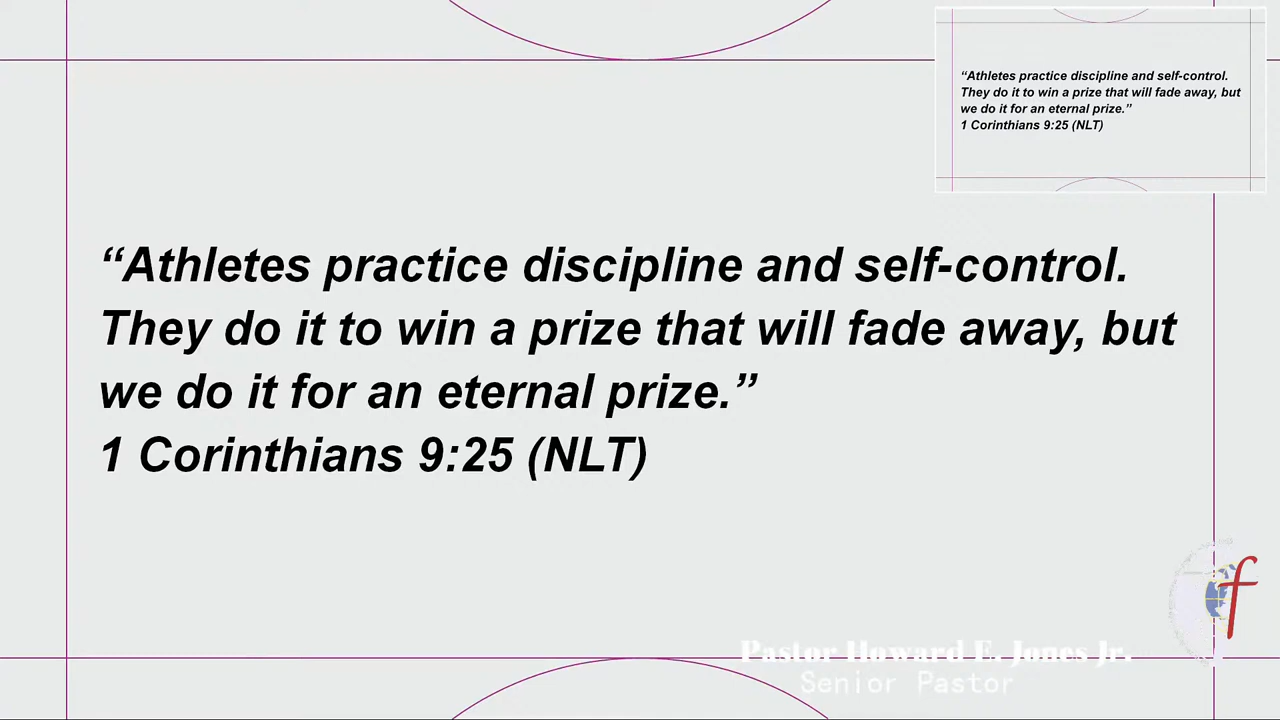 “Athletes practice discipline and self-control.
They do it to win a prize that will fade away, but
we do it for an eternal prize.”
1 Corinthians 9:25 (NLT)
“Athletes practice discipline and self-control.
They do it to win a prize that will fade away, but
we do it for an eternal prize.”
1 Corinthians 9:25 (NLT)
f
Pastor Howard E. Jones Jr.
Senior Pastor